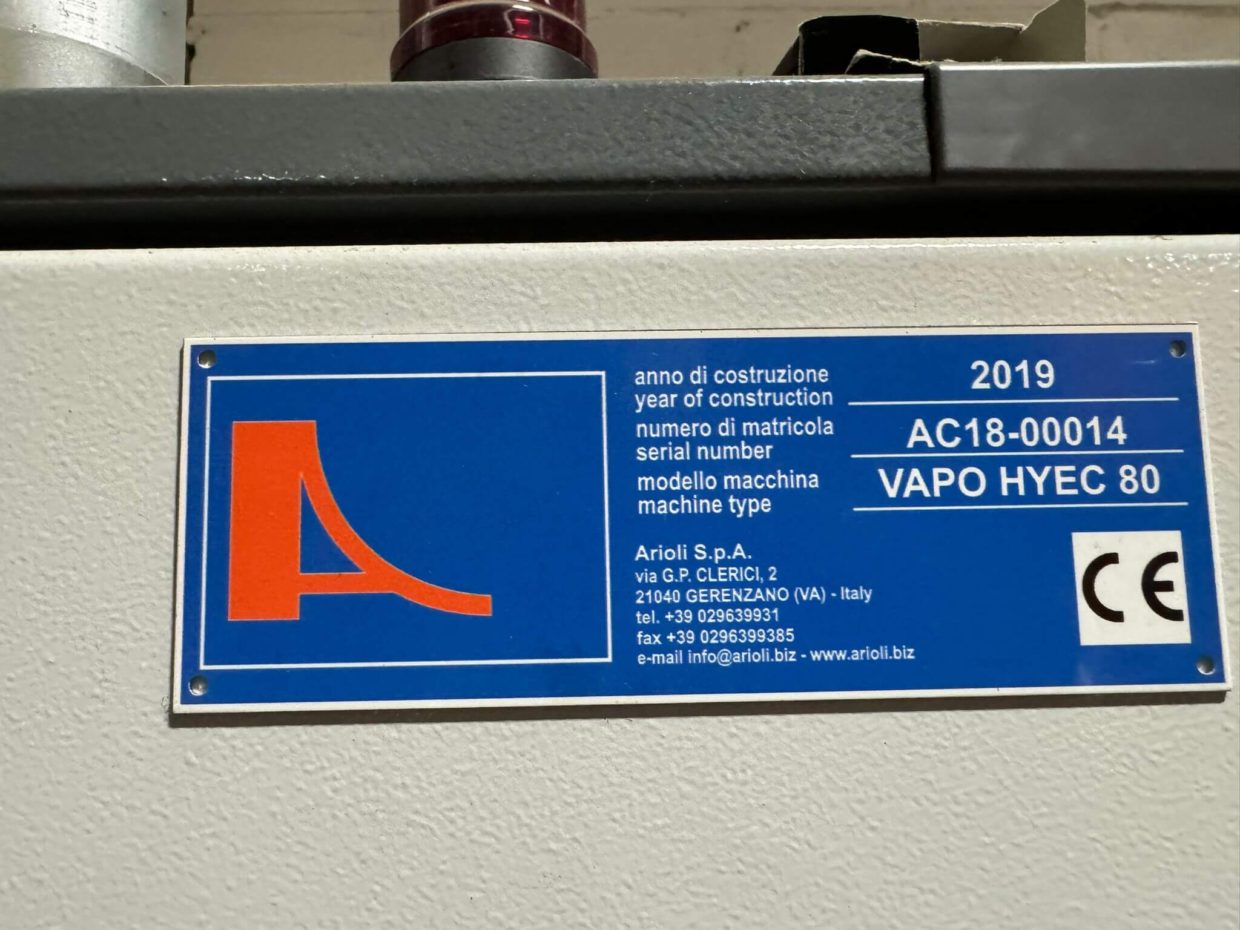 anno di costruzione
year of construction
2019
numero di matricola
serial number
AC18-00014
modello macchina
machine type
VAPO HYEC 80
Arioli S.p.A.
via G.P. CLERICI, 2
21040 GERENZANO (VA) - Italy
tel. +39 029639931
fax +39 0296399385
e-mail info@arioli.biz - www.arioli.biz
CE